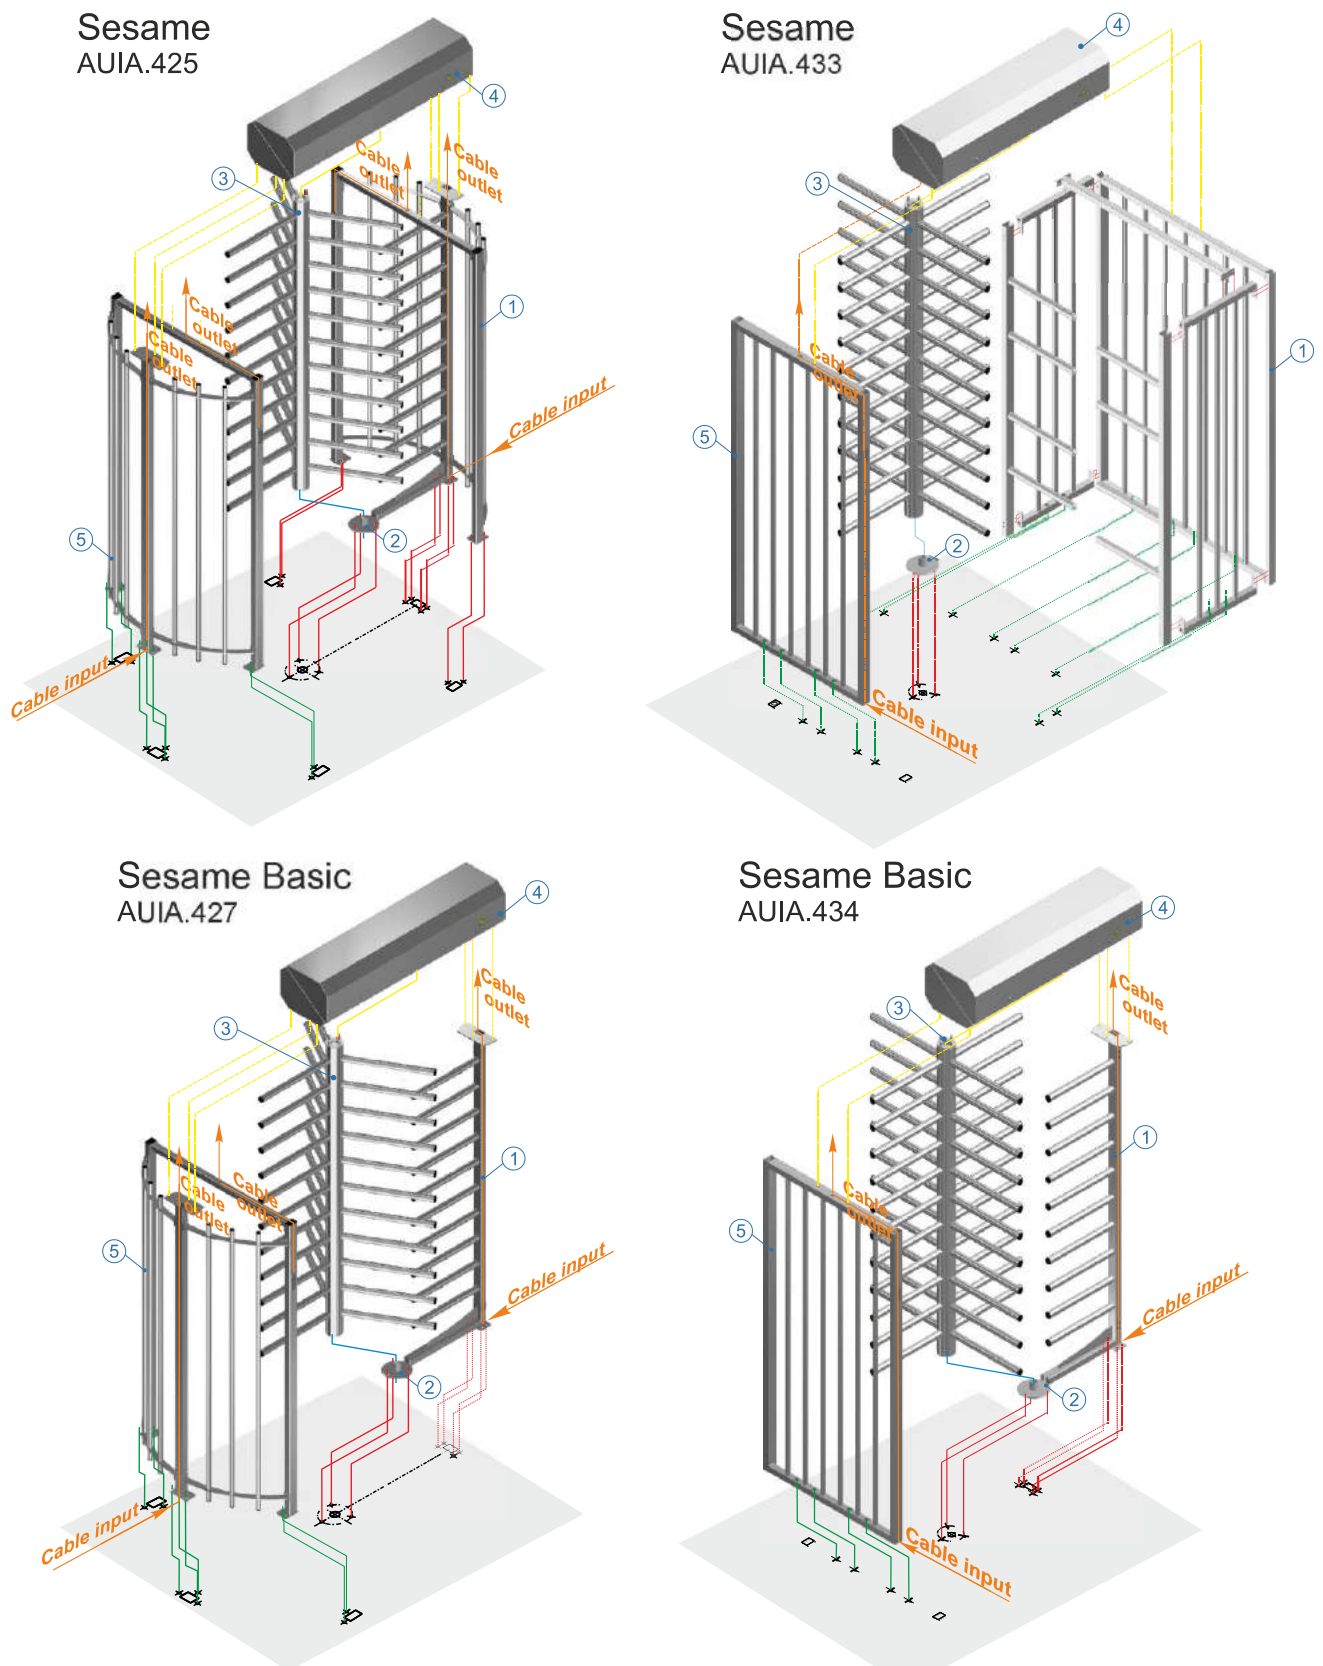 Sesame
AUIA.425
4
Cable
outlet
Cable
outlet
3
1
Cable
outlet
Cable
outlet
Cable input
5
2
Cable input
Sesame
AUIA.433
4
3
1
Cable
outlet
5
2
Cable input
Sesame Basic
AUIA.427
4
Cable
outlet
3
1
Cable
outlet
Cable
outlet
5
Cable input
2
Cable input
Sesame Basic
AUIA.434
4
Cable
outlet
3
1
Cable
outlet
5
Cable input
2
Cable input